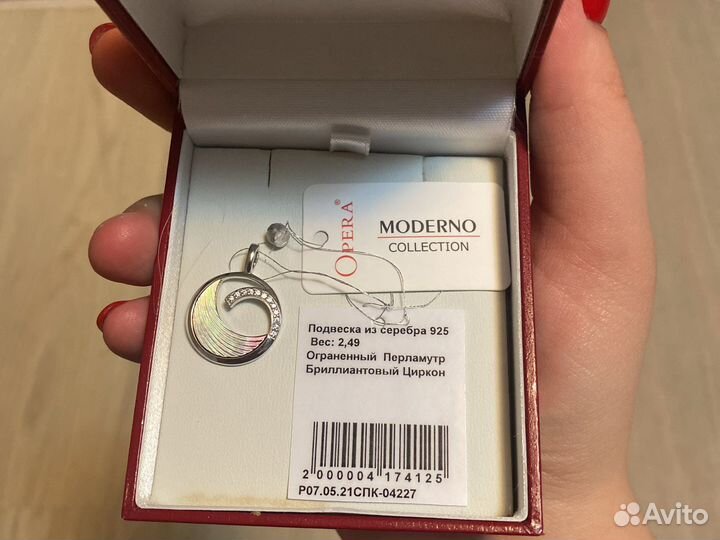 OPERA®
MODERNO
COLLECTION
Подвеска из серебра 925
Вес: 2,49
Ограненный Перламутр
Бриллиантовый Циркон
2 000004 174125
Р07.05.21СПК-04227
Avito